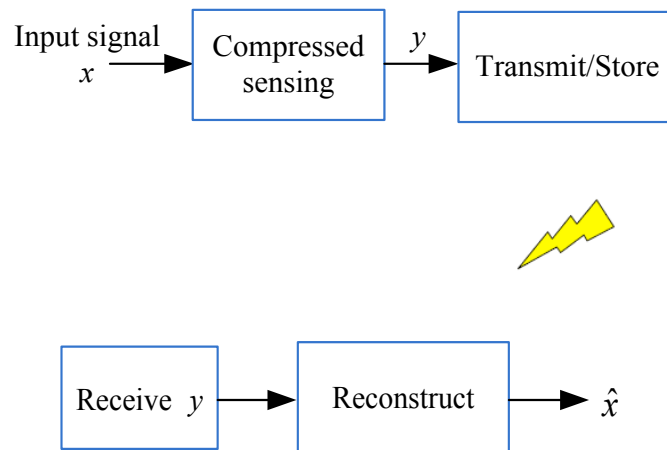 Input signal
x
Compressed
sensing
y
Transmit/Store
Receive y
Reconstruct
x̂